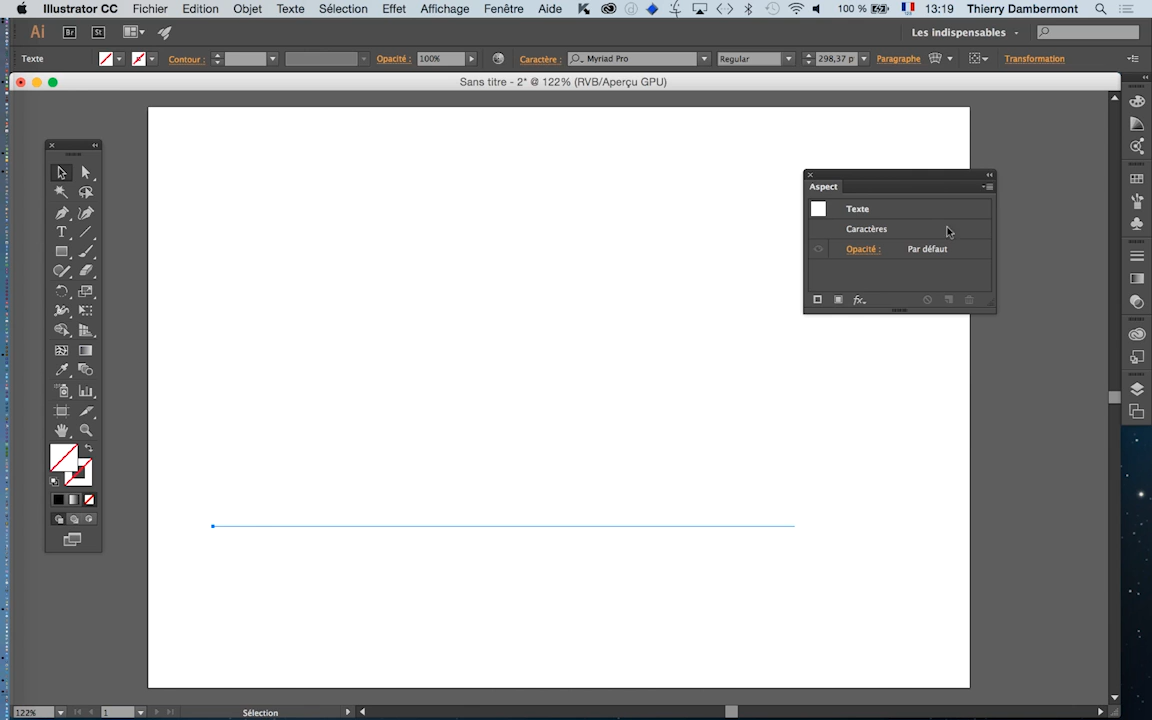 Illustrator CC Fichier Edition Objet Texte Sélection Effet Affichage Fenêtre Aide 100 % 13:19 Thierry Dambermont
Ai Br St Les indispensables
Texte Contour : Opacité : 100% Caractère : Myriad Pro Regular 298,37 p Paragraphe Transformation
Sans titre - 2* @ 122% (RVB/Aperçu GPU)
Aspect
Texte
Caractères
Opacité : Par défaut
fx
122% 1 Sélection